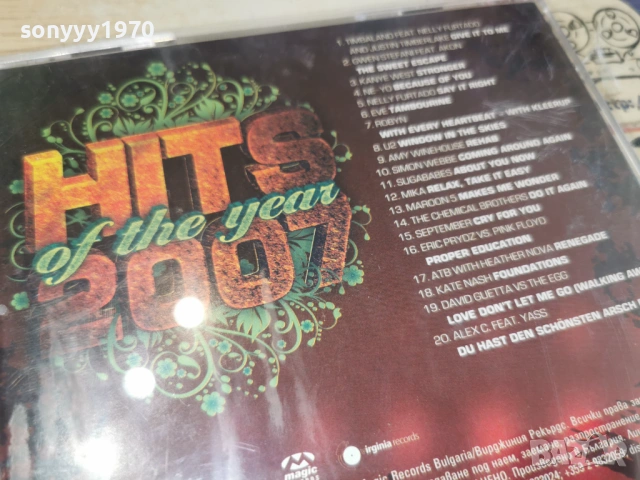 sonyyy1970
HITS
of the year
2007
1. TIMBALAND FEAT. NELLY FURTADO
AND JUSTIN TIMBERLAKE GIVE IT TO ME
2. GWEN STEFANI FEAT. AKON
THE SWEET ESCAPE
3. KANYE WEST STRONGER
4. NE-YO BECAUSE OF YOU
5. NELLY FURTADO SAY IT RIGHT
6. EVE TAMBOURINE
7. ROBYN
WITH EVERY HEARTBEAT - WITH KLEERUP
8. U2 WINDOW IN THE SKIES
9. AMY WINEHOUSE REHAB
10. SIMON WEBBE COMING AROUND AGAIN
11. SUGABABES ABOUT YOU NOW
12. MIKA RELAX, TAKE IT EASY
13. MAROON 5 MAKES ME WONDER
14. THE CHEMICAL BROTHERS DO IT AGAIN
15. SEPTEMBER CRY FOR YOU
16. ERIC PRYDZ VS. PINK FLOYD
PROPER EDUCATION
17. ATB WITH HEATHER NOVA RENEGADE
18. KATE NASH FOUNDATIONS
19. DAVID GUETTA VS THE EGG
LOVE DON'T LET ME GO (WALKING A
20. ALEX C. FEAT. YASS
DU HAST DEN SCHÖNSTEN ARSCH
magic
irginia records
Records Bulgaria/Вирджиния Рекърдс. Всички права
даване под наем, разпространение
Произведено в България.
sonyyy1970